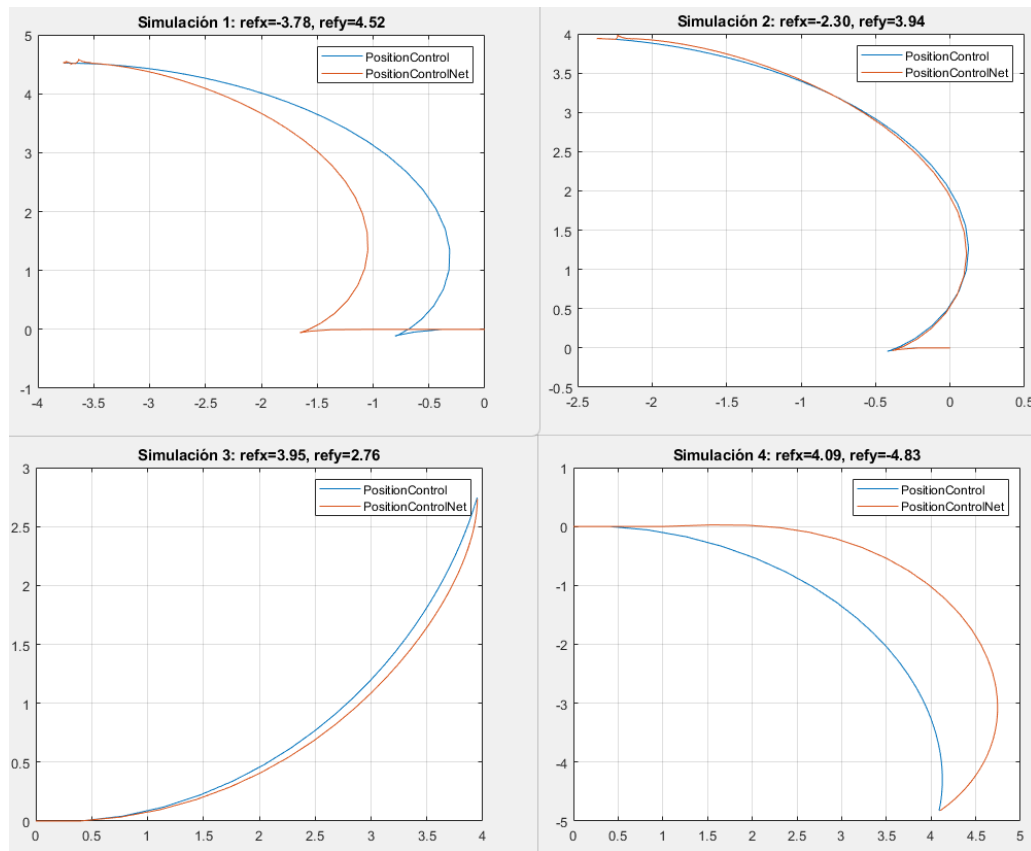 Simulación 1: refx=-3.78, refy=4.52
PositionControl
PositionControlNet
5
4
3
2
1
0
-1
-4 -3.5 -3 -2.5 -2 -1.5 -1 -0.5 0
Simulación 2: refx=-2.30, refy=3.94
PositionControl
PositionControlNet
4
3.5
3
2.5
2
1.5
1
0.5
0
-0.5
-2.5 -2 -1.5 -1 -0.5 0 0.5
Simulación 3: refx=3.95, refy=2.76
PositionControl
PositionControlNet
3
2.5
2
1.5
1
0.5
0
0 0.5 1 1.5 2 2.5 3 3.5 4
Simulación 4: refx=4.09, refy=-4.83
PositionControl
PositionControlNet
1
0
-1
-2
-3
-4
-5
0 0.5 1 1.5 2 2.5 3 3.5 4 4.5 5